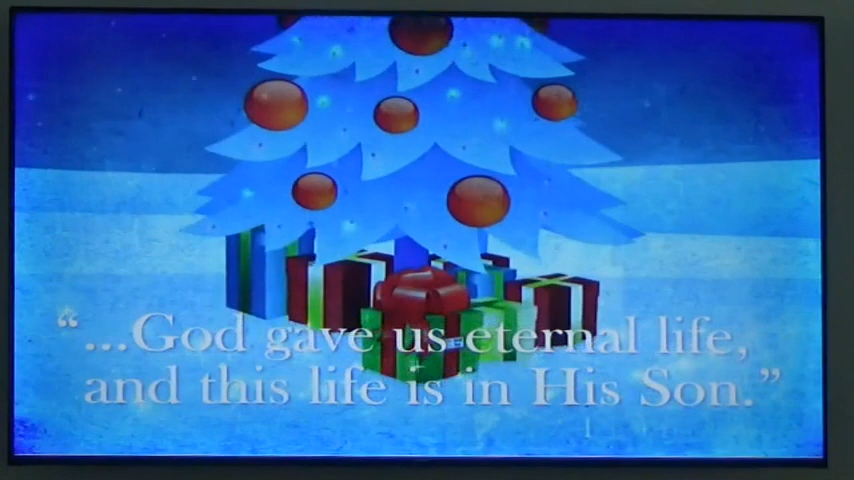 “...God gave us eternal life,
and this life is in His Son.”